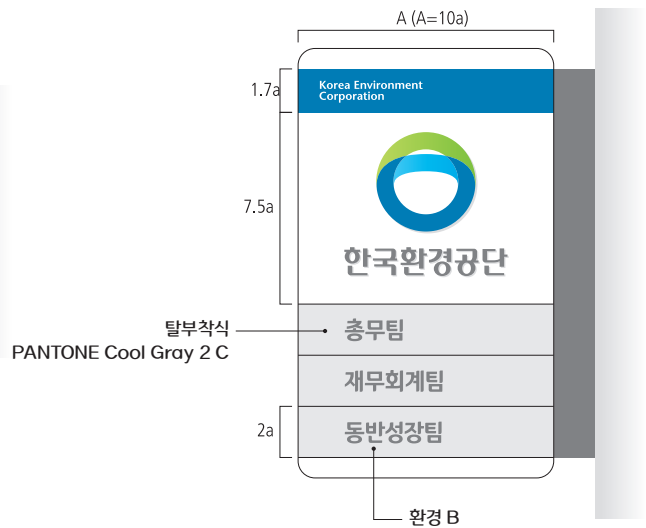 A (A=10a)
1.7a
Korea Environment
Corporation
7.5a
한국환경공단
탈부착식
PANTONE Cool Gray 2 C
총무팀
재무회계팀
2a
동반성장팀
환경 B